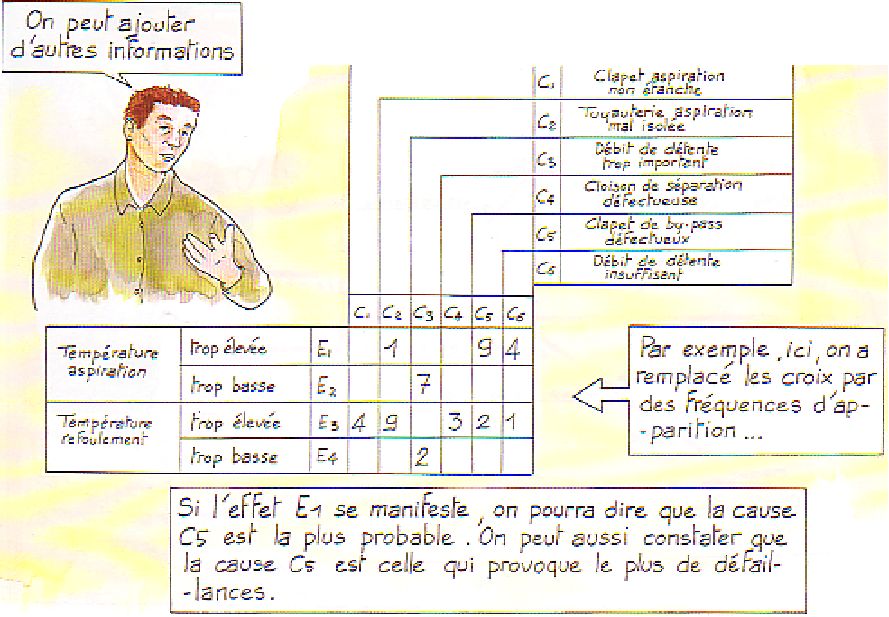 On peut ajouter
d'autres informations
C1 Clapet aspiration
non étanche
C2 Tuyauterie aspiration
mal isolée
C3 Débit de détente
trop important
C4 Cloison de séparation
défectueuse
C5 Clapet de by-pass
défectueux
C6 Débit de détente
insuffisant
C1 C2 C3 C4 C5 C6
Température
aspiration
trop élevée E1 1 9 4
trop basse E2 7
Température
refoulement
trop élevée E3 4 9 3 2 1
trop basse E4 2
Par exemple, ici, on a
remplacé les croix par
des fréquences d'ap-
-parition ...
Si l'effet E1 se manifeste, on pourra dire que la cause
C5 est la plus probable. On peut aussi constater que
la cause C5 est celle qui provoque le plus de défail-
-lances.